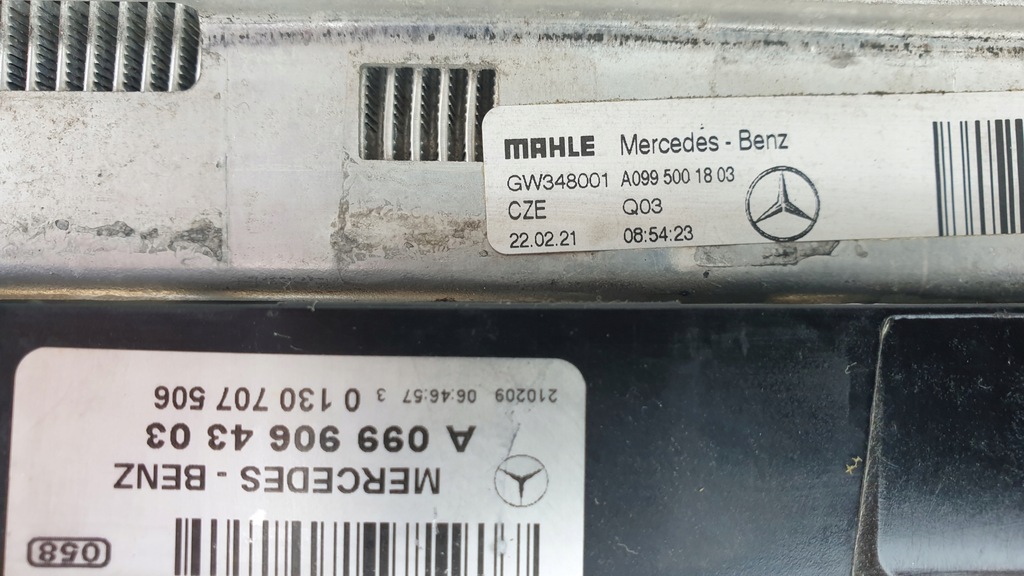 MAHLE Mercedes - Benz
GW348001 A099 500 18 03
CZE Q03
22.02.21 08:54:23
058
MERCEDES - BENZ
A 099 906 43 03
210209 06:46:57 3 0 130 707 506